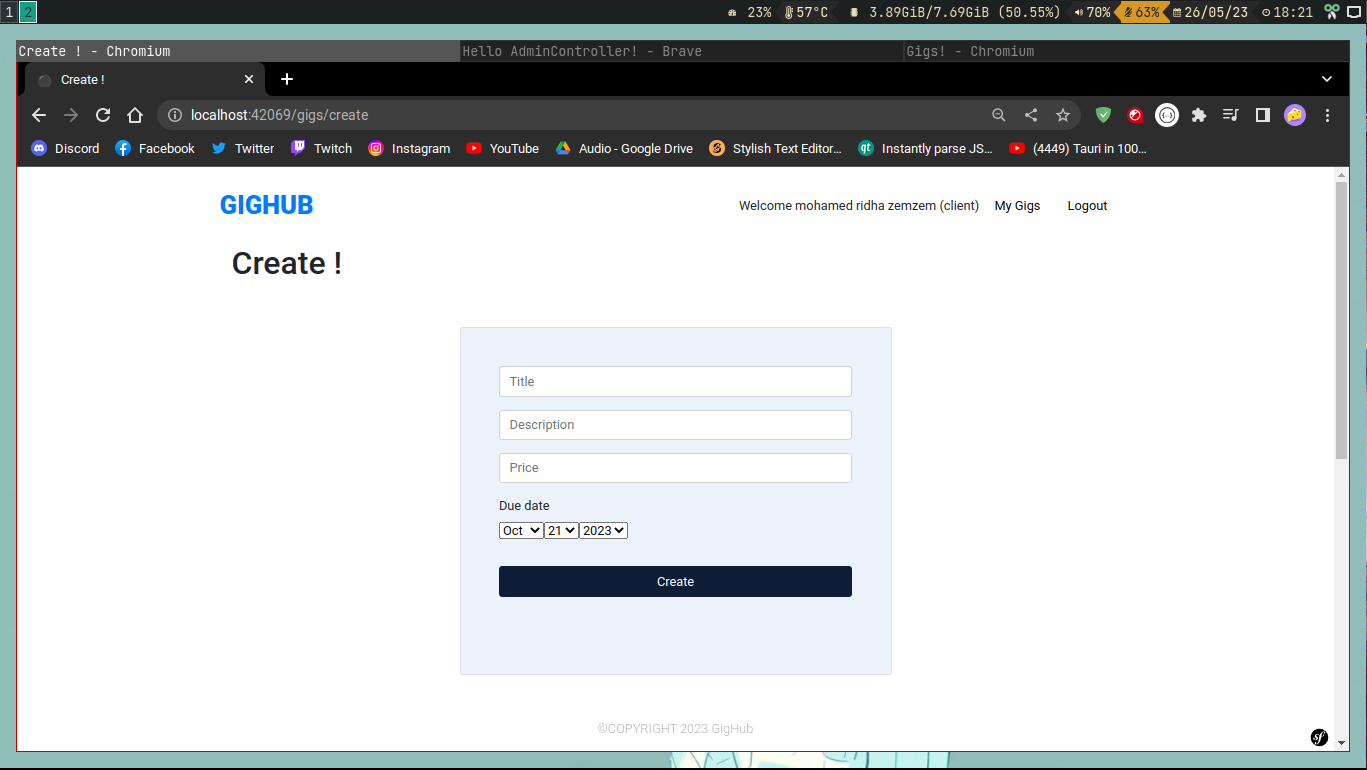 1 2 23% 57°C 3.89GiB/7.69GiB (50.55%) 70% 63% 26/05/23 18:21
Create ! - Chromium Hello AdminController! - Brave Gigs! - Chromium
Create !
localhost:42069/gigs/create
Discord Facebook Twitter Twitch Instagram YouTube Audio - Google Drive Stylish Text Editor... Instantly parse JS... (4449) Tauri in 100...
GIGHUB Welcome mohamed ridha zemzem (client) My Gigs Logout
Create !
Title
Description
Price
Due date
Oct 21 2023
Create
©COPYRIGHT 2023 GigHub